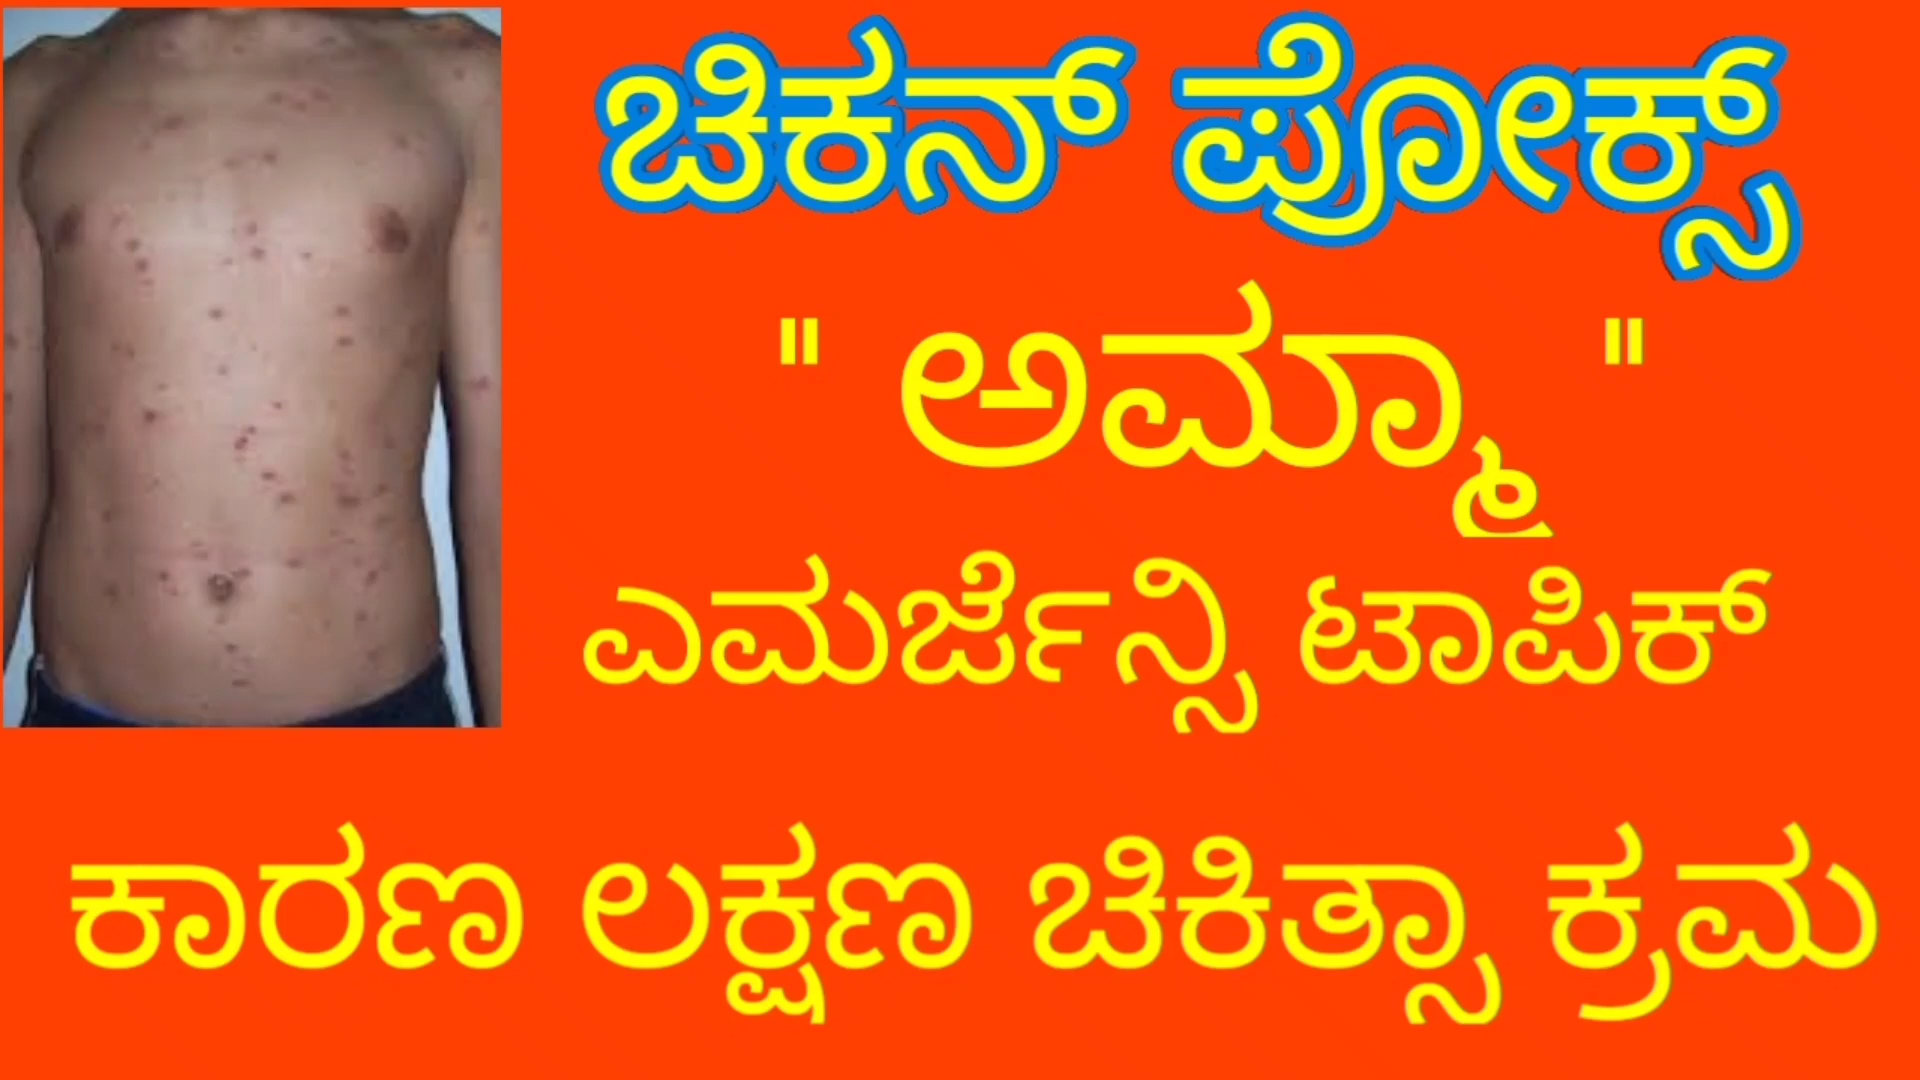 ಚಿಕನ್ ಪೋಕ್ಸ್
" ಅಮ್ಮಾ "
ಎಮರ್ಜೆನ್ಸಿ ಟಾಪಿಕ್
ಕಾರಣ ಲಕ್ಷಣ ಚಿಕಿತ್ಸಾ ಕ್ರಮ